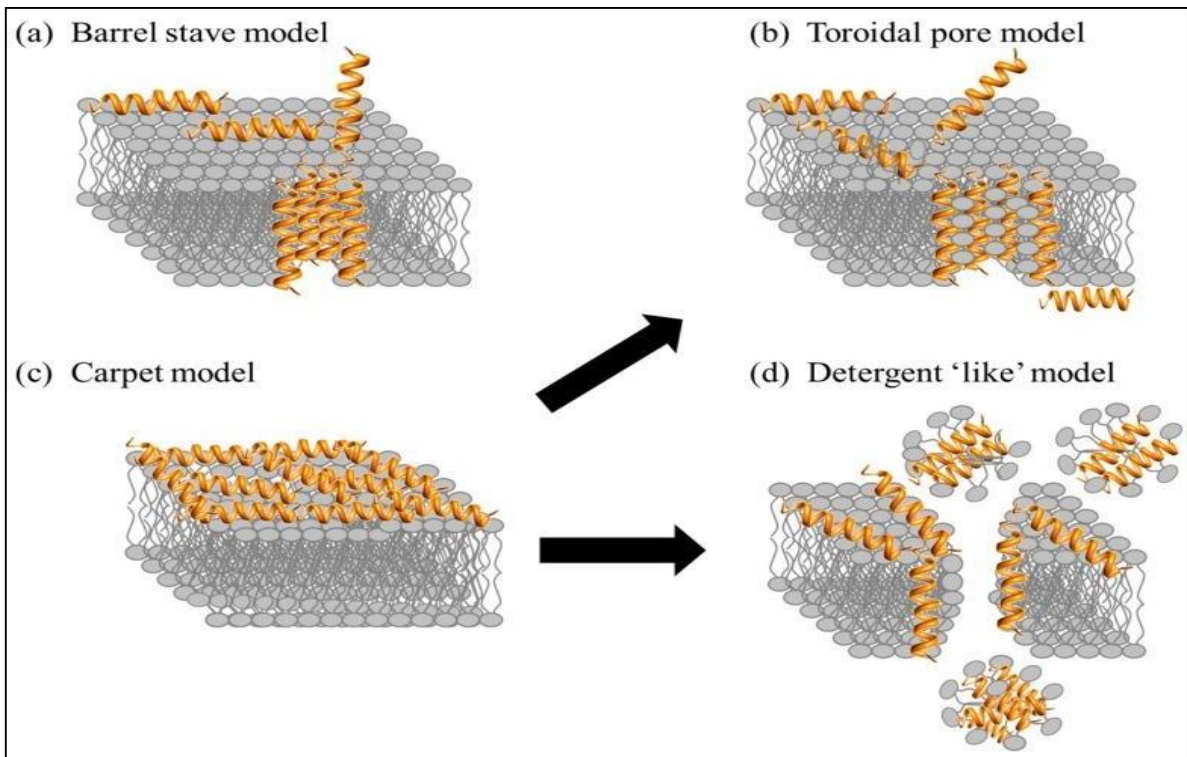 (a) Barrel stave model
(b) Toroidal pore model
(c) Carpet model
(d) Detergent ‘like’ model